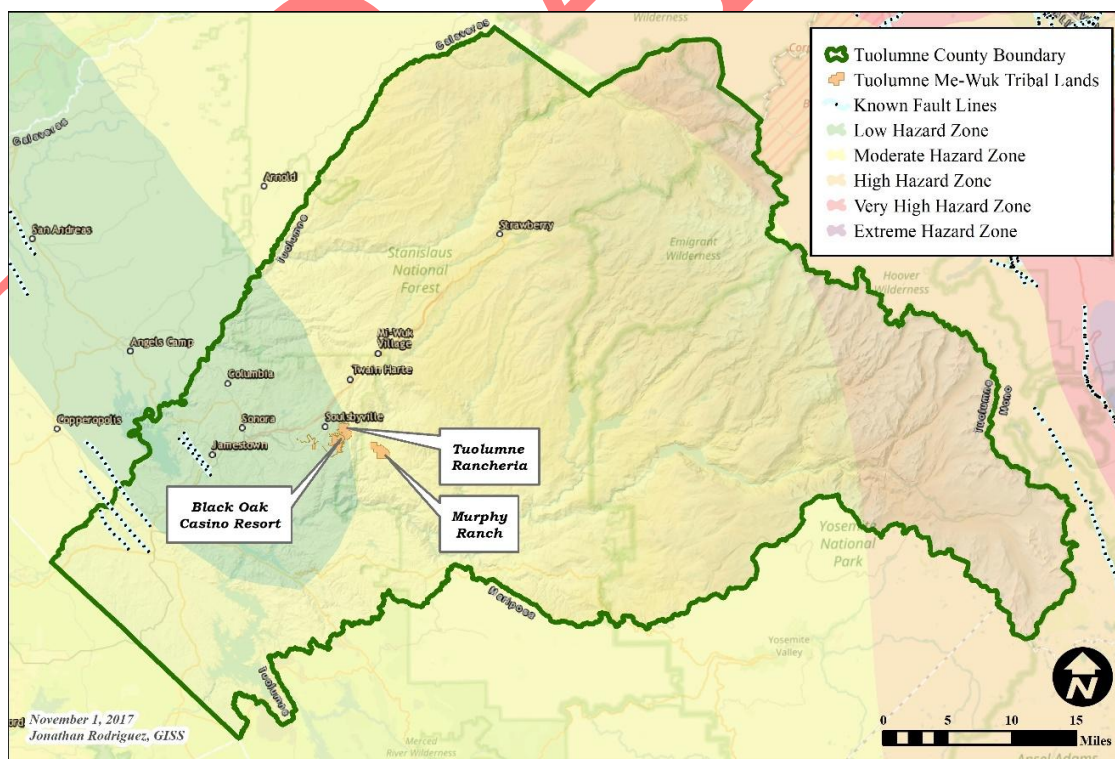 Wilderness
Calaveras
Tuolumne County Boundary
Tuolumne Me-Wuk Tribal Lands
Known Fault Lines
Low Hazard Zone
Moderate Hazard Zone
High Hazard Zone
Very High Hazard Zone
Extreme Hazard Zone
Calaveras
Arnold
San Andreas
Tuolumne
Strawberry
Stanislaus
National
Forest
Emigrant
Wilderness
Hoover
Wilderness
Angels Camp
Mi-Wuk
Village
Twain Harte
Columbia
Copperopolis
Sonora
Soulsbyville
Jamestown
Tuolumne
Mono
Tuolumne
Rancheria
Black Oak
Casino Resort
Murphy
Ranch
Yosemite
National
Park
Mariposa
Yosemite
Valley
Tuolumne
N
November 1, 2017
Jonathan Rodriguez, GISS
Merced
River Wilderness
0 5 10 15
Miles
Ansel Adams